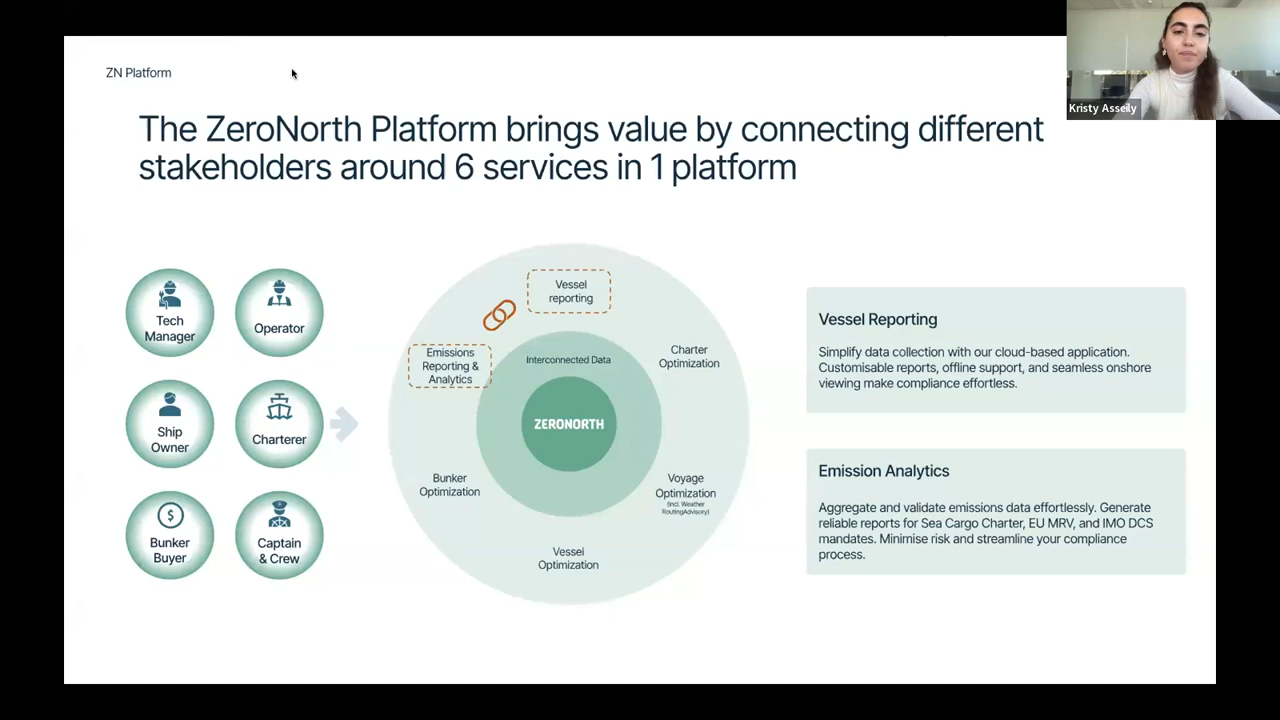 ZN Platform
Kristy Asseily
The ZeroNorth Platform brings value by connecting different
stakeholders around 6 services in 1 platform
Tech
Manager
Operator
Ship
Owner
Charterer
$
Bunker
Buyer
Captain
& Crew
Vessel
reporting
Emissions
Reporting &
Analytics
Interconnected Data
Charter
Optimization
ZERONORTH
Bunker
Optimization
Voyage
Optimization
(incl. Weather
RoutingAdvisory)
Vessel
Optimization
Vessel Reporting
Simplify data collection with our cloud-based application.
Customisable reports, offline support, and seamless onshore
viewing make compliance effortless.
Emission Analytics
Aggregate and validate emissions data effortlessly. Generate
reliable reports for Sea Cargo Charter, EU MRV, and IMO DCS
mandates. Minimise risk and streamline your compliance
process.